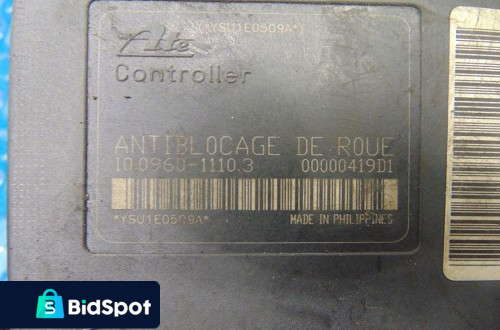 (*YSU1E0509A*)
Ate
Controller
ANTIBLOCAGE DE ROUE
10.0960-1110.3 00000419D1
*YSU1E0509A*
MADE IN PHILIPPINES
BidSpot